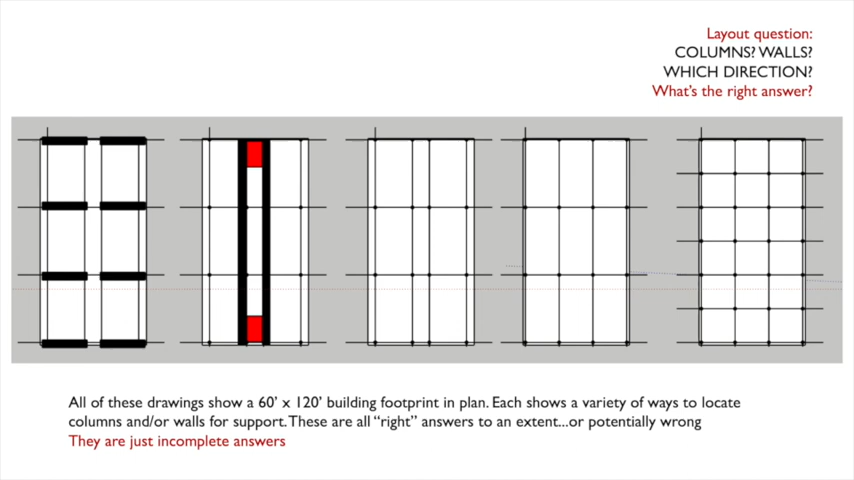 Layout question:
COLUMNS? WALLS?
WHICH DIRECTION?
What's the right answer?
All of these drawings show a 60' x 120' building footprint in plan. Each shows a variety of ways to locate
columns and/or walls for support. These are all “right” answers to an extent...or potentially wrong
They are just incomplete answers